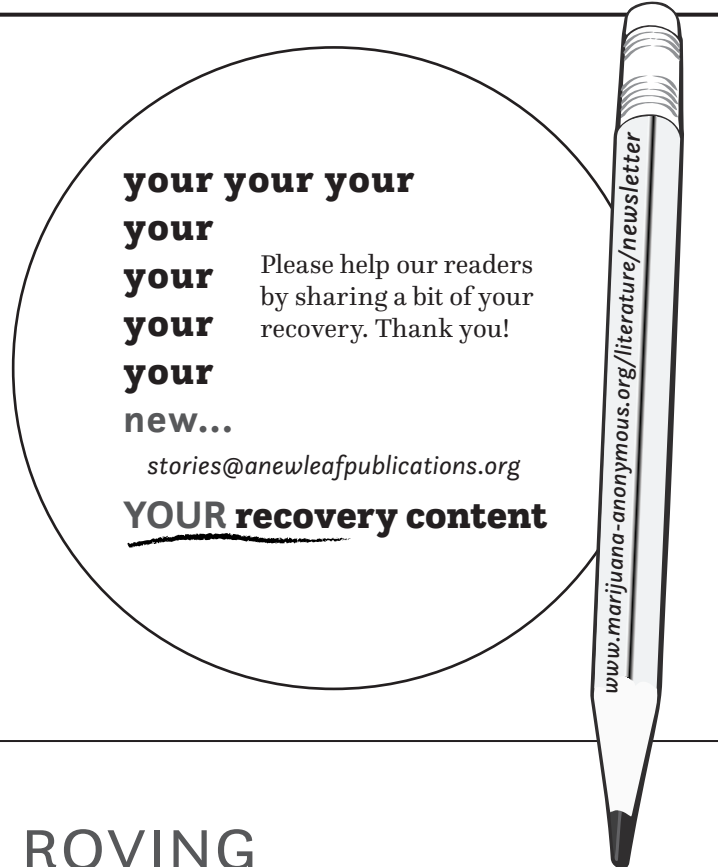 your your your
your
your
your
your
new...
Please help our readers
by sharing a bit of your
recovery. Thank you!
stories@anewleafpublications.org
YOUR recovery content
www.marijuana-anonymous.org/literature/newsletter
ROVING